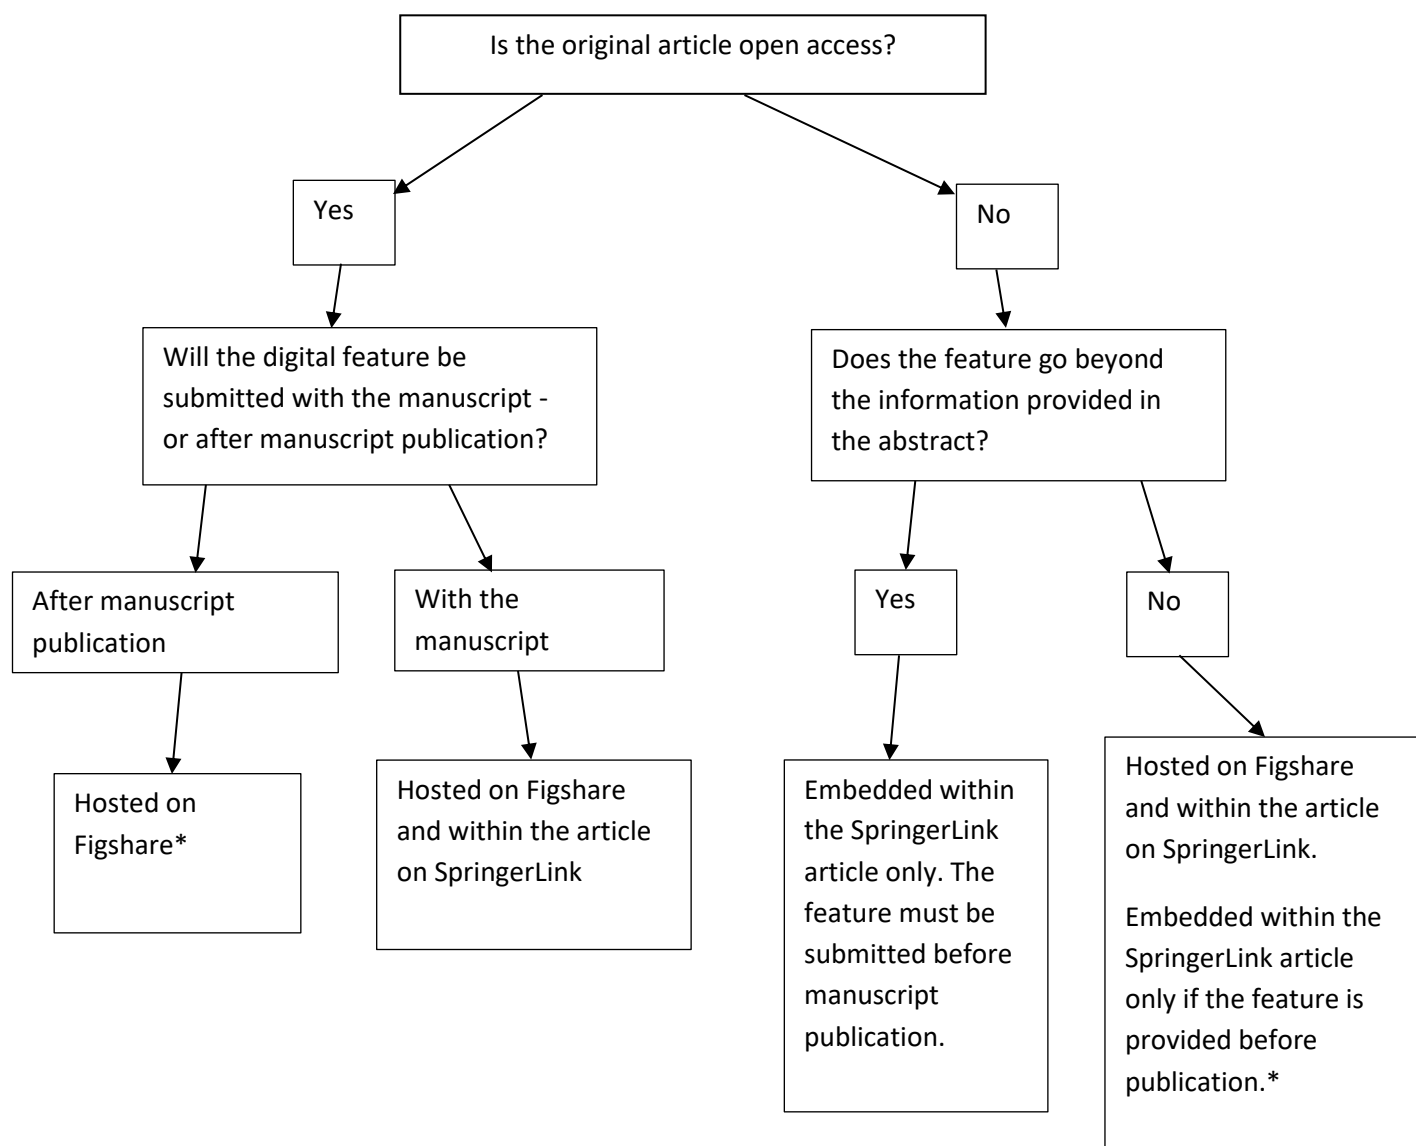 Is the original article open access?
Yes
No
Will the digital feature be
submitted with the manuscript -
or after manuscript publication?
Does the feature go beyond
the information provided in
the abstract?
After manuscript
publication
With the
manuscript
Yes
No
Hosted on
Figshare*
Hosted on Figshare
and within the article
on SpringerLink
Embedded within
the SpringerLink
article only. The
feature must be
submitted before
manuscript
publication.
Hosted on Figshare
and within the article
on SpringerLink.
Embedded within the
SpringerLink article
only if the feature is
provided before
publication.*